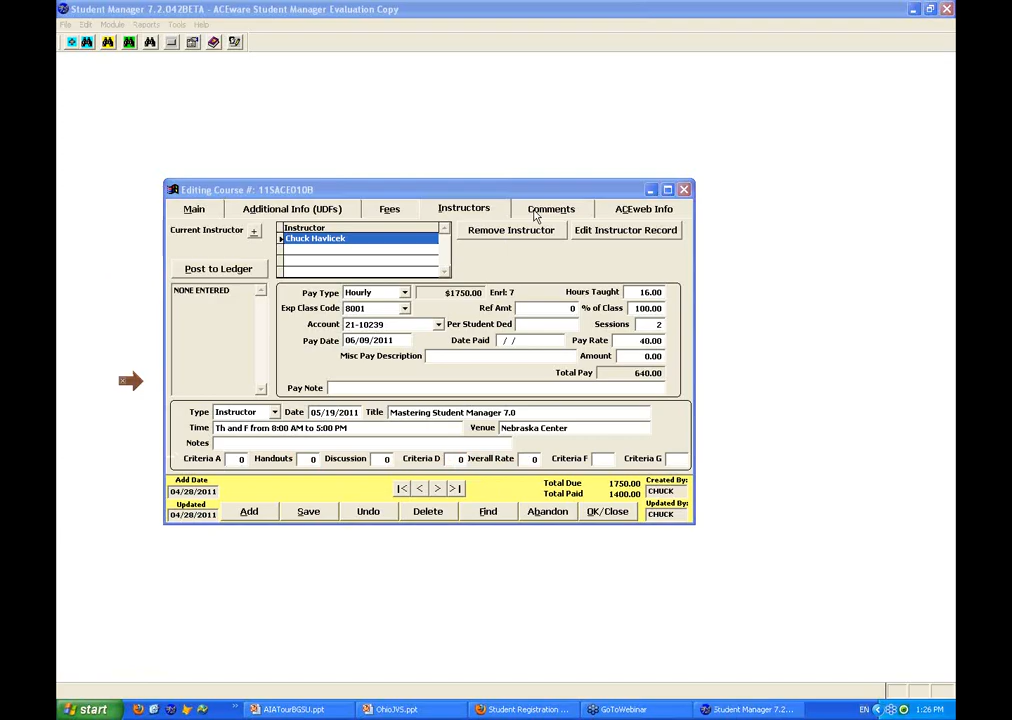 Student Manager 7.2.042BETA - ACEware Student Manager Evaluation Copy
File Edit Module Reports Tools Help
Editing Course #: 11SACE010B
Main Additional Info (UDFs) Fees Instructors Comments ACEweb Info
Current Instructor + Instructor Remove Instructor Edit Instructor Record
Chuck Havlicek
Post to Ledger
NONE ENTERED
Pay Type Hourly $1750.00 Enrl: 7 Hours Taught 16.00
Exp Class Code 8001 Ref Amt 0 % of Class 100.00
Account 21-10239 Per Student Ded Sessions 2
Pay Date 06/09/2011 Date Paid / / Pay Rate 40.00
Misc Pay Description Amount 0.00
Total Pay 640.00
Pay Note
Type Instructor Date 05/19/2011 Title Mastering Student Manager 7.0
Time Th and F from 8:00 AM to 5:00 PM Venue Nebraska Center
Notes
Criteria A 0 Handouts 0 Discussion 0 Criteria D 0 Overall Rate 0 Criteria F Criteria G
Add Date |< < > >| Total Due 1750.00 Created By:
04/28/2011 Total Paid 1400.00 CHUCK
Updated Add Save Undo Delete Find Abandon OK/Close Updated By:
04/28/2011 CHUCK
start AIATourBGSU.ppt OhioJVS.ppt Student Registration ... GoToWebinar Student Manager 7.2... EN 1:26 PM